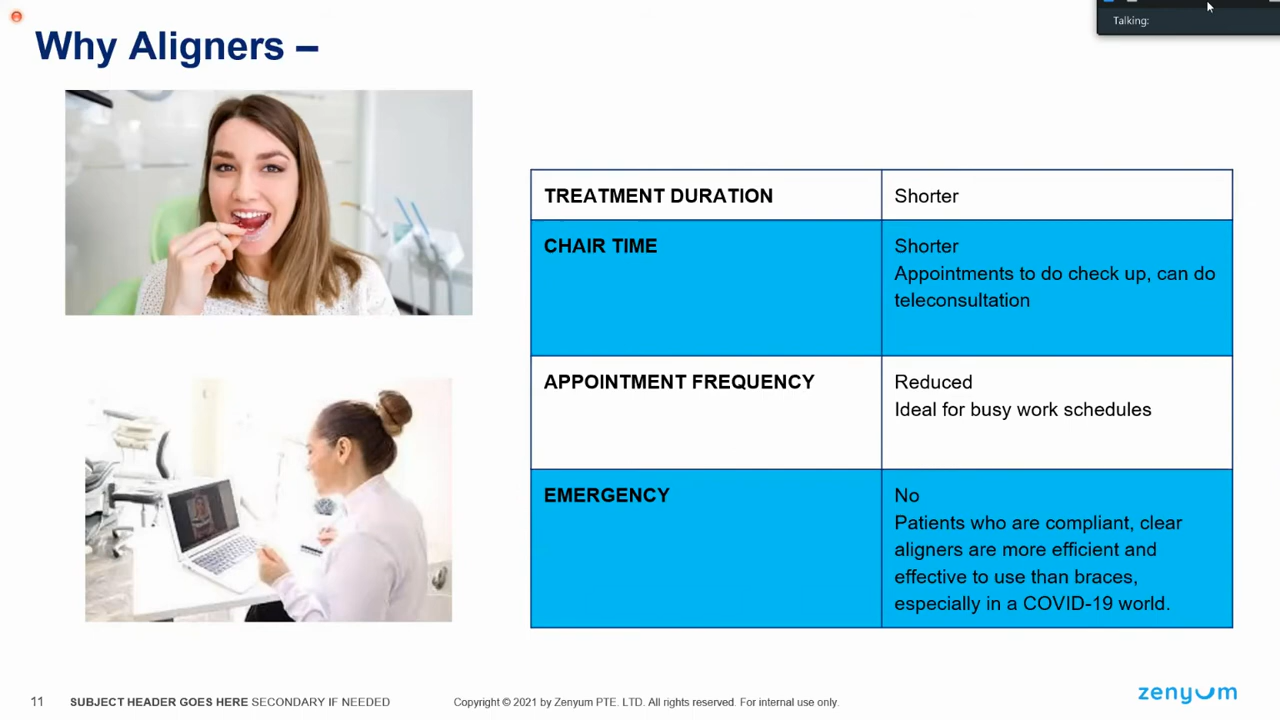 Talking:
Why Aligners –
TREATMENT DURATION
Shorter
CHAIR TIME
Shorter
Appointments to do check up, can do
teleconsultation
APPOINTMENT FREQUENCY
Reduced
Ideal for busy work schedules
EMERGENCY
No
Patients who are compliant, clear
aligners are more efficient and
effective to use than braces,
especially in a COVID-19 world.
11
SUBJECT HEADER GOES HERE SECONDARY IF NEEDED
Copyright © 2021 by Zenyum PTE. LTD. All rights reserved. For internal use only.
zenyum